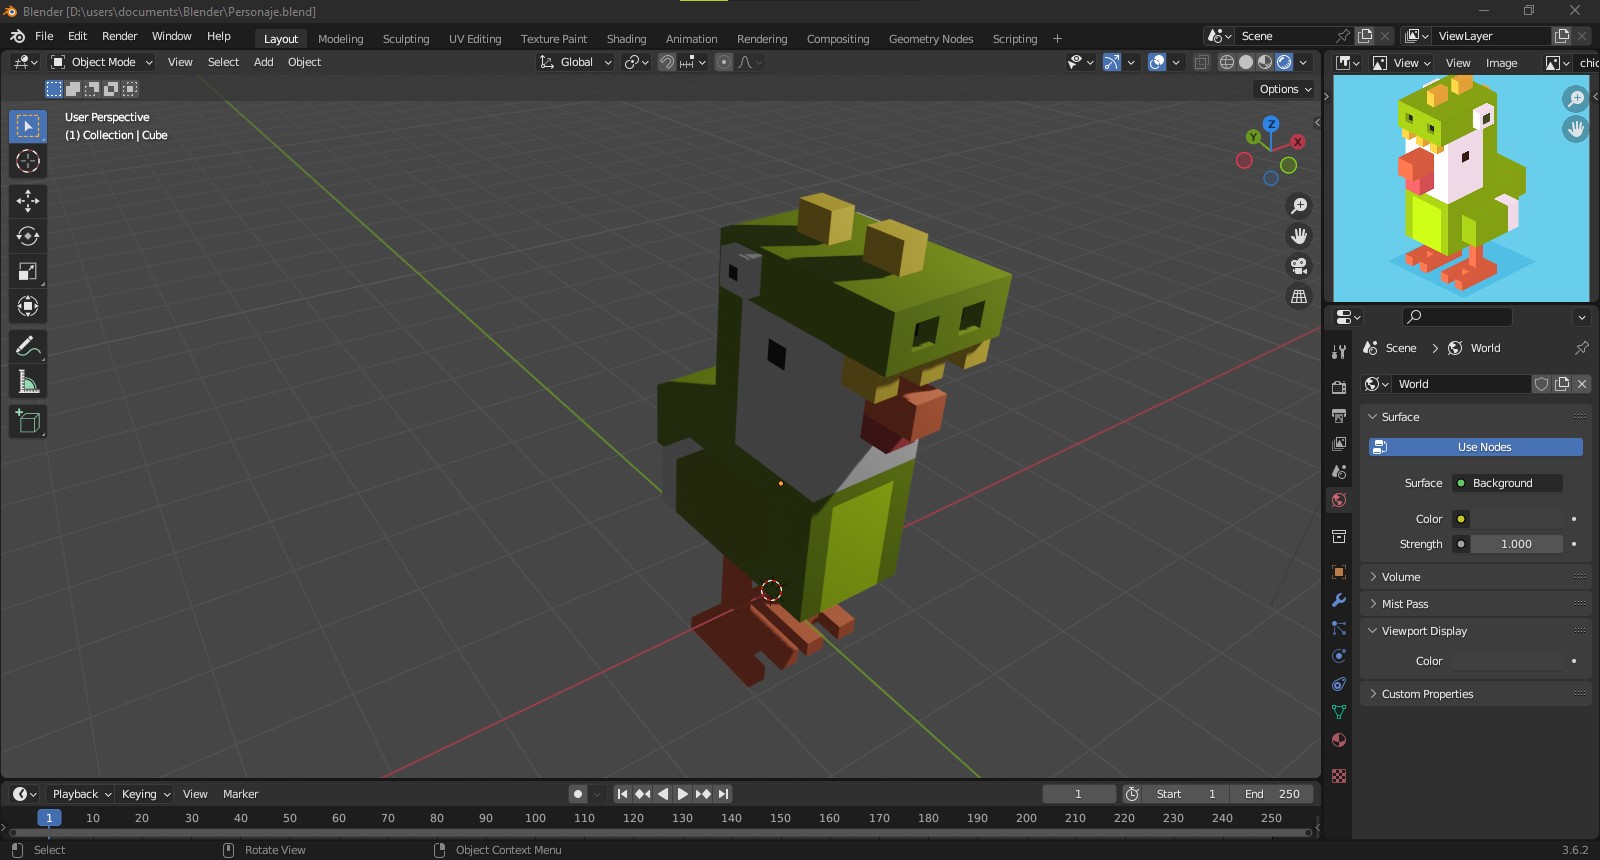 Blender [D:\users\documents\Blender\Personaje.blend]
File Edit Render Window Help Layout Modeling Sculpting UV Editing Texture Paint Shading Animation Rendering Compositing Geometry Nodes Scripting + Scene ViewLayer
Object Mode View Select Add Object Global View View Image chic
Options
User Perspective
(1) Collection | Cube
Z
Y
X
Scene > World
World
Surface
Use Nodes
Surface Background
Color
Strength 1.000
Volume
Mist Pass
Viewport Display
Color
Custom Properties
Playback Keying View Marker 1 Start 1 End 250
1 10 20 30 40 50 60 70 80 90 100 110 120 130 140 150 160 170 180 190 200 210 220 230 240 250
Select Rotate View Object Context Menu 3.6.2